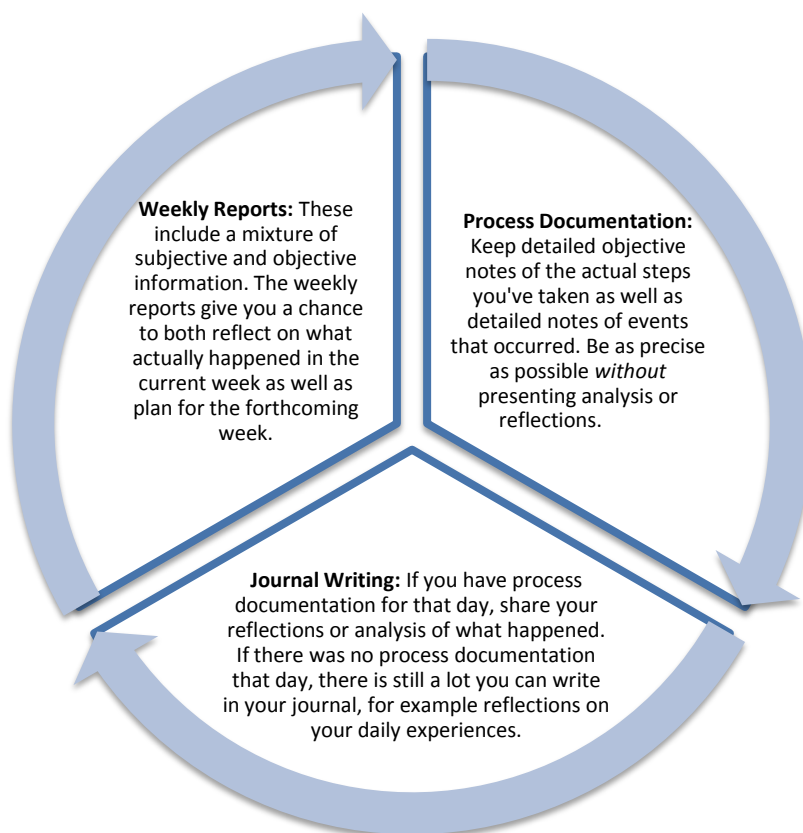 Weekly Reports: These
include a mixture of
subjective and objective
information. The weekly
reports give you a chance
to both reflect on what
actually happened in the
current week as well as
plan for the forthcoming
week.
Process Documentation:
Keep detailed objective
notes of the actual steps
you've taken as well as
detailed notes of events
that occurred. Be as precise
as possible without
presenting analysis or
reflections.
Journal Writing: If you have process
documentation for that day, share your
reflections or analysis of what happened.
If there was no process documentation
that day, there is still a lot you can write
in your journal, for example reflections on
your daily experiences.